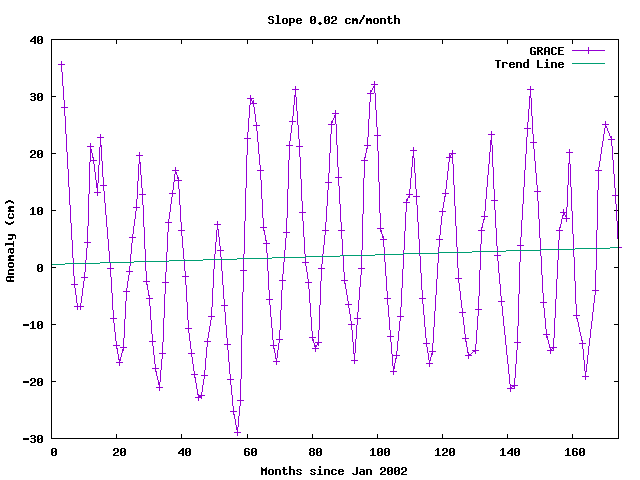 Slope 0.02 cm/month
GRACE
Trend Line
40
30
20
10
0
-10
-20
-30
Anomaly (cm)
0 20 40 60 80 100 120 140 160
Months since Jan 2002